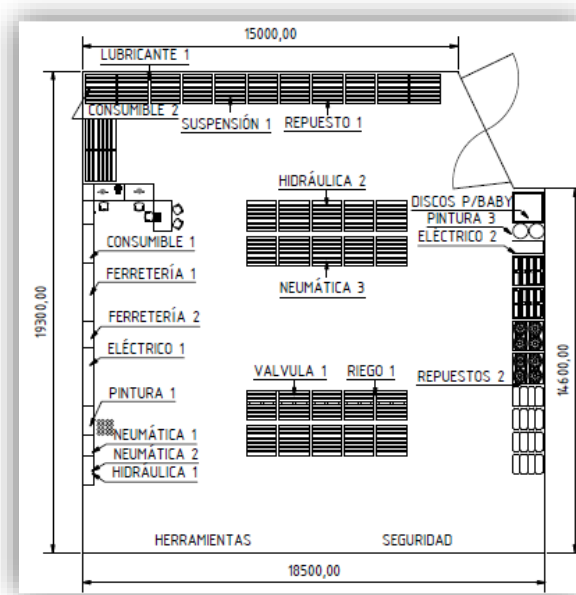 15000,00
LUBRICANTE 1
CONSUMIBLE 2
SUSPENSIÓN 1
REPUESTO 1
HIDRÁULICA 2
DISCOS P/BABY
PINTURA 3
ELÉCTRICO 2
CONSUMIBLE 1
FERRETERÍA 1
NEUMÁTICA 3
19300,00
FERRETERÍA 2
ELÉCTRICO 1
VALVULA 1
RIEGO 1
REPUESTOS 2
14600,00
PINTURA 1
NEUMÁTICA 1
NEUMÁTICA 2
HIDRÁULICA 1
HERRAMIENTAS
SEGURIDAD
18500,00